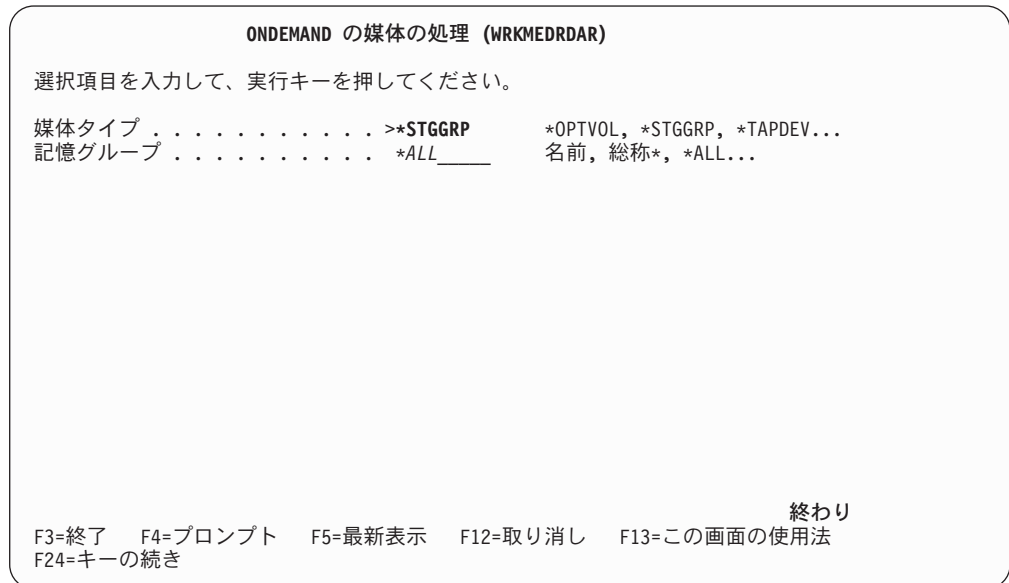 ONDEMAND の媒体の処理 (WRKMEDRDAR)
選択項目を入力して、実行キーを押してください。
媒体タイプ . . . . . . . . . . . >*STGGRP *OPTVOL, *STGGRP, *TAPDEV...
記憶グループ . . . . . . . . . . *ALL_____ 名前, 総称*, *ALL...
終わり
F3=終了 F4=プロンプト F5=最新表示 F12=取り消し F13=この画面の使用法
F24=キーの続き